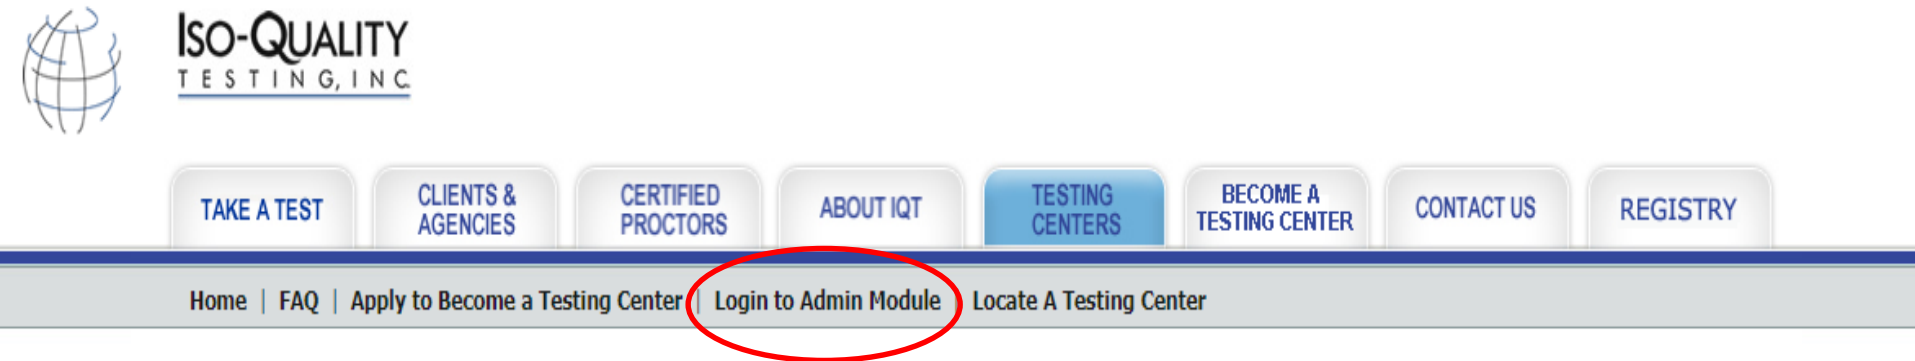 ISO-QUALITY
TESTING, INC.
TAKE A TEST
CLIENTS &
AGENCIES
CERTIFIED
PROCTORS
ABOUT IQT
TESTING
CENTERS
BECOME A
TESTING CENTER
CONTACT US
REGISTRY
Home | FAQ | Apply to Become a Testing Center | Login to Admin Module | Locate A Testing Center